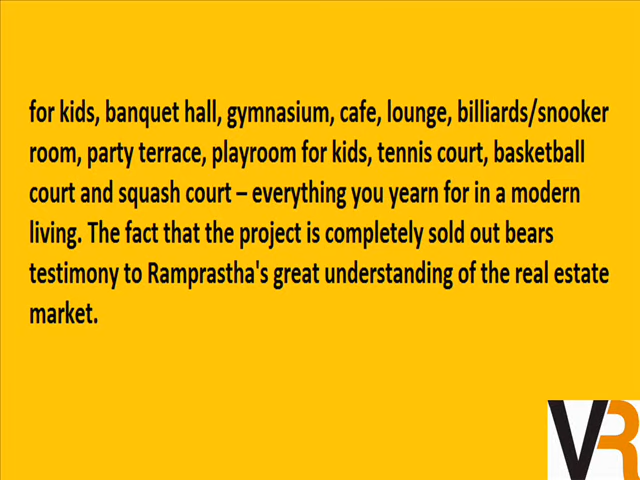 for kids, banquet hall, gymnasium, cafe, lounge, billiards/snooker
room, party terrace, playroom for kids, tennis court, basketball
court and squash court – everything you yearn for in a modern
living. The fact that the project is completely sold out bears
testimony to Ramprastha's great understanding of the real estate
market.
VR